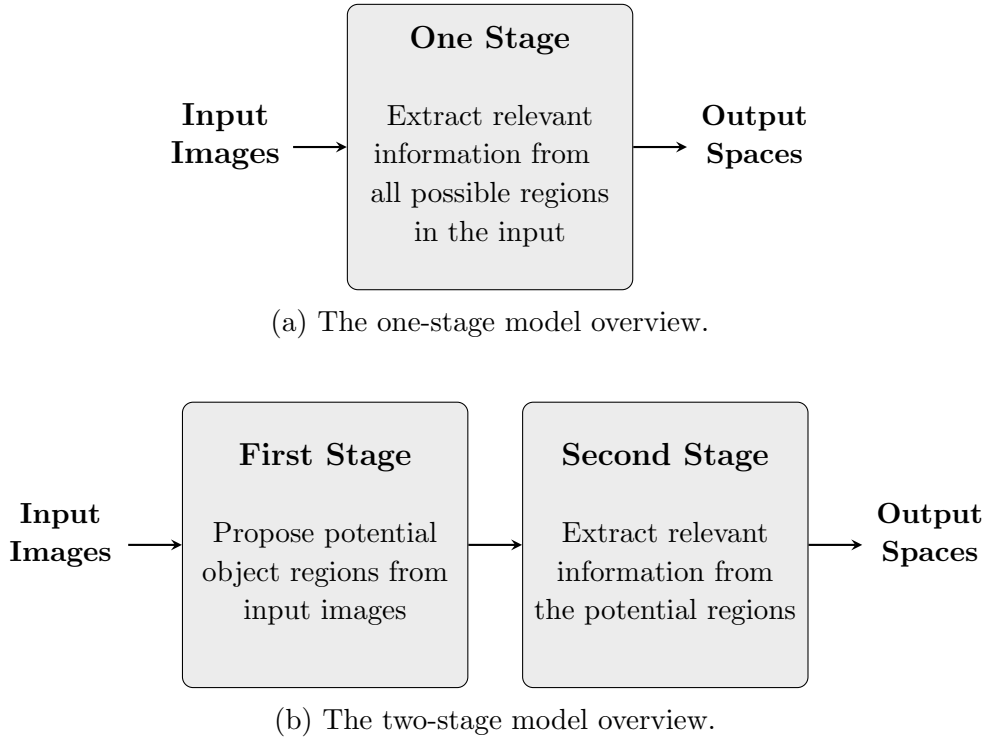 One Stage
Input
Images
Extract relevant
information from
all possible regions
in the input
Output
Spaces
(a) The one-stage model overview.
Input
Images
First Stage
Propose potential
object regions from
input images
Second Stage
Extract relevant
information from
the potential regions
Output
Spaces
(b) The two-stage model overview.